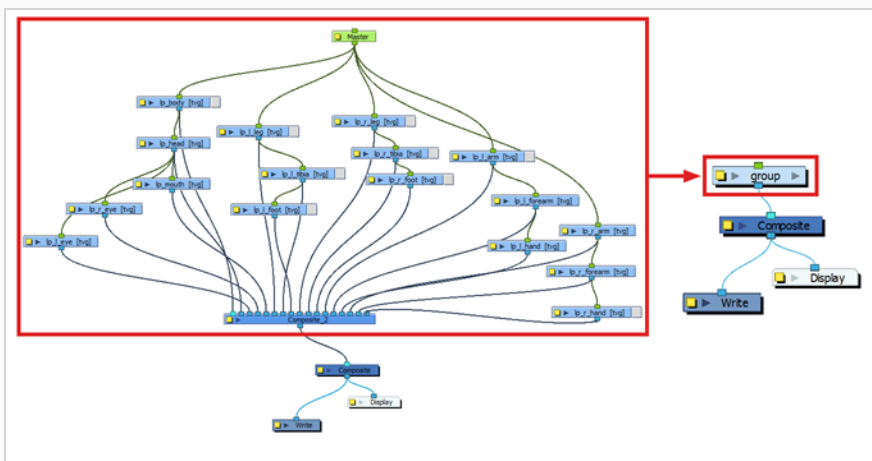 Master
lp_body [tvg]
lp_r_leg [tvg]
lp_l_leg [tvg]
lp_head [tvg]
lp_r_tibia [tvg]
lp_l_arm [tvg]
lp_l_tibia [tvg]
lp_r_foot [tvg]
lp_mouth [tvg]
lp_l_forearm [tvg]
lp_r_eye [tvg]
lp_l_foot [tvg]
lp_r_arm [tvg]
lp_l_eye [tvg]
lp_l_hand [tvg]
lp_r_forearm [tvg]
lp_r_hand [tvg]
Composite_2
Composite
Display
Write
group
Composite
Display
Write